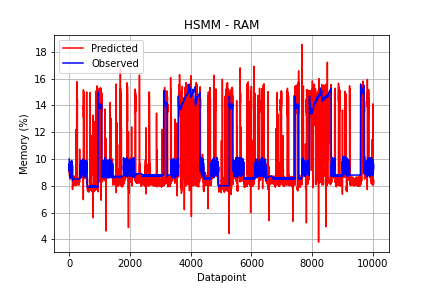 HSMM - RAM
Predicted
Observed
Memory (%)
18
16
14
12
10
8
6
4
0
2000
4000
6000
8000
10000
Datapoint